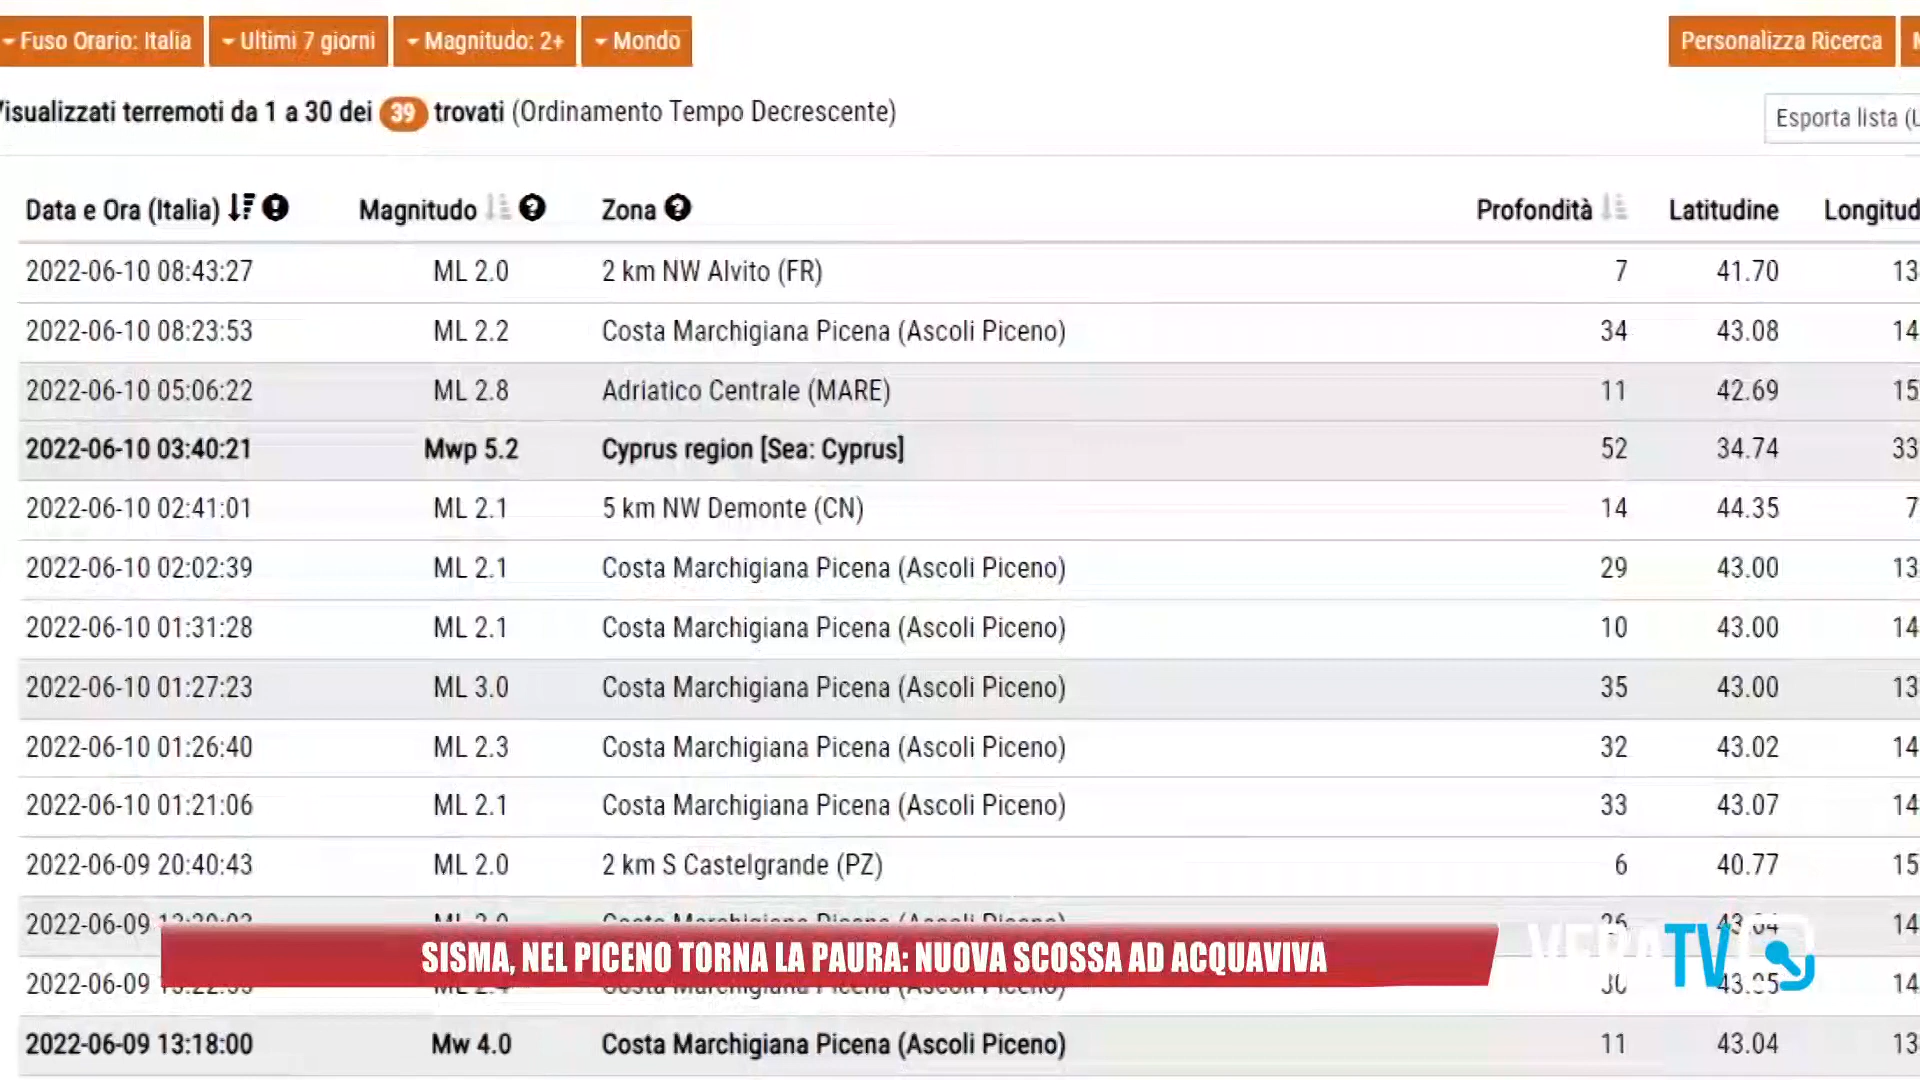 Fuso Orario: Italia Ultimi 7 giorni Magnitudo: 2+ Mondo Personalizza Ricerca
Visualizzati terremoti da 1 a 30 dei 39 trovati (Ordinamento Tempo Decrescente)
Esporta lista (
Data e Ora (Italia) Magnitudo Zona Profondità Latitudine Longitud
2022-06-10 08:43:27 ML 2.0 2 km NW Alvito (FR) 7 41.70 13
2022-06-10 08:23:53 ML 2.2 Costa Marchigiana Picena (Ascoli Piceno) 34 43.08 14
2022-06-10 05:06:22 ML 2.8 Adriatico Centrale (MARE) 11 42.69 15
2022-06-10 03:40:21 Mwp 5.2 Cyprus region [Sea: Cyprus] 52 34.74 33
2022-06-10 02:41:01 ML 2.1 5 km NW Demonte (CN) 14 44.35 7
2022-06-10 02:02:39 ML 2.1 Costa Marchigiana Picena (Ascoli Piceno) 29 43.00 13
2022-06-10 01:31:28 ML 2.1 Costa Marchigiana Picena (Ascoli Piceno) 10 43.00 14
2022-06-10 01:27:23 ML 3.0 Costa Marchigiana Picena (Ascoli Piceno) 35 43.00 13
2022-06-10 01:26:40 ML 2.3 Costa Marchigiana Picena (Ascoli Piceno) 32 43.02 14
2022-06-10 01:21:06 ML 2.1 Costa Marchigiana Picena (Ascoli Piceno) 33 43.07 14
2022-06-09 20:40:43 ML 2.0 2 km S Castelgrande (PZ) 6 40.77 15
2022-06-09 Costa Marchigiana Picena (Ascoli Piceno) 14
SISMA, NEL PICENO TORNA LA PAURA: NUOVA SCOSSA AD ACQUAVIVA
VERA TV
2022-06-09 14
2022-06-09 13:18:00 Mw 4.0 Costa Marchigiana Picena (Ascoli Piceno) 11 43.04 13